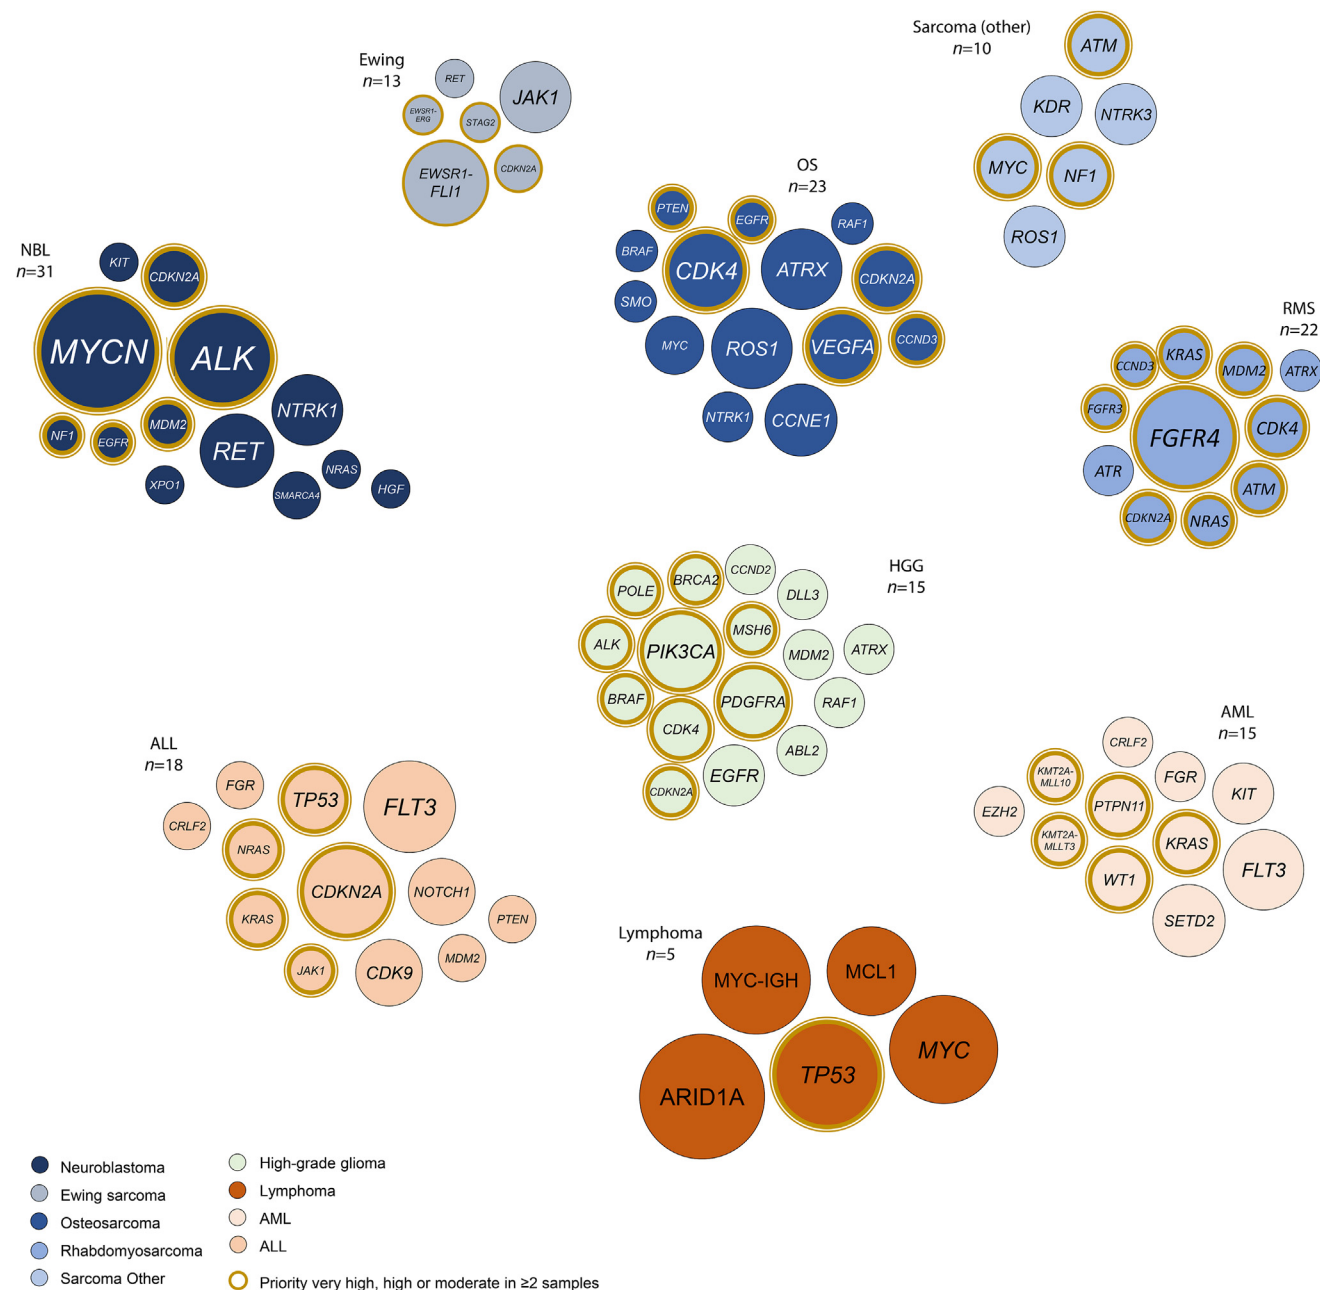 Ewing
n=13
RET
JAK1
EWSR1-
ERG
STAG2
EWSR1-
FLI1
CDKN2A
Sarcoma (other)
n=10
ATM
KDR
NTRK3
MYC
NF1
ROS1
NBL
n=31
KIT
CDKN2A
MYCN
ALK
NTRK1
NF1
EGFR
MDM2
RET
XPO1
SMARCA4
NRAS
HGF
OS
n=23
PTEN
EGFR
RAF1
BRAF
CDK4
ATRX
CDKN2A
SMO
MYC
ROS1
VEGFA
CCND3
NTRK1
CCNE1
RMS
n=22
CCND3
KRAS
MDM2
ATRX
FGFR3
FGFR4
CDK4
ATR
ATM
CDKN2A
NRAS
HGG
n=15
POLE
BRCA2
CCND2
DLL3
ALK
PIK3CA
MSH6
MDM2
ATRX
BRAF
PDGFRA
RAF1
CDK4
ABL2
CDKN2A
EGFR
ALL
n=18
FGR
TP53
FLT3
CRLF2
NRAS
CDKN2A
NOTCH1
KRAS
PTEN
JAK1
CDK9
MDM2
AML
n=15
CRLF2
KMT2A-
MLL10
FGR
KIT
EZH2
PTPN11
KMT2A-
MLLT3
KRAS
FLT3
WT1
SETD2
Lymphoma
n=5
MYC-IGH
MCL1
ARID1A
TP53
MYC
Neuroblastoma
Ewing sarcoma
Osteosarcoma
Rhabdomyosarcoma
Sarcoma Other
High-grade glioma
Lymphoma
AML
ALL
Priority very high, high or moderate in ≥2 samples